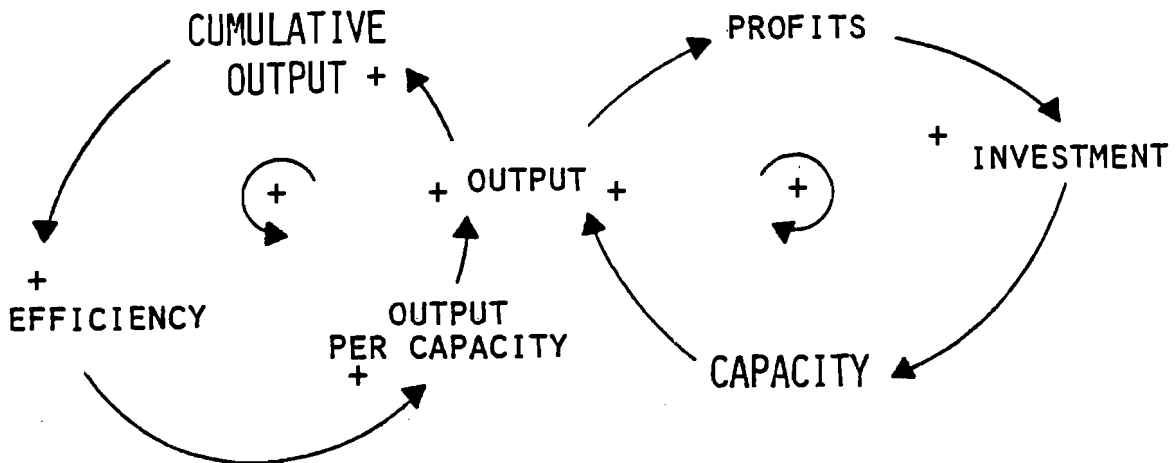 CUMULATIVE
OUTPUT +
PROFITS
+
INVESTMENT
+
+ OUTPUT +
+
+
EFFICIENCY
OUTPUT
PER CAPACITY
+
CAPACITY